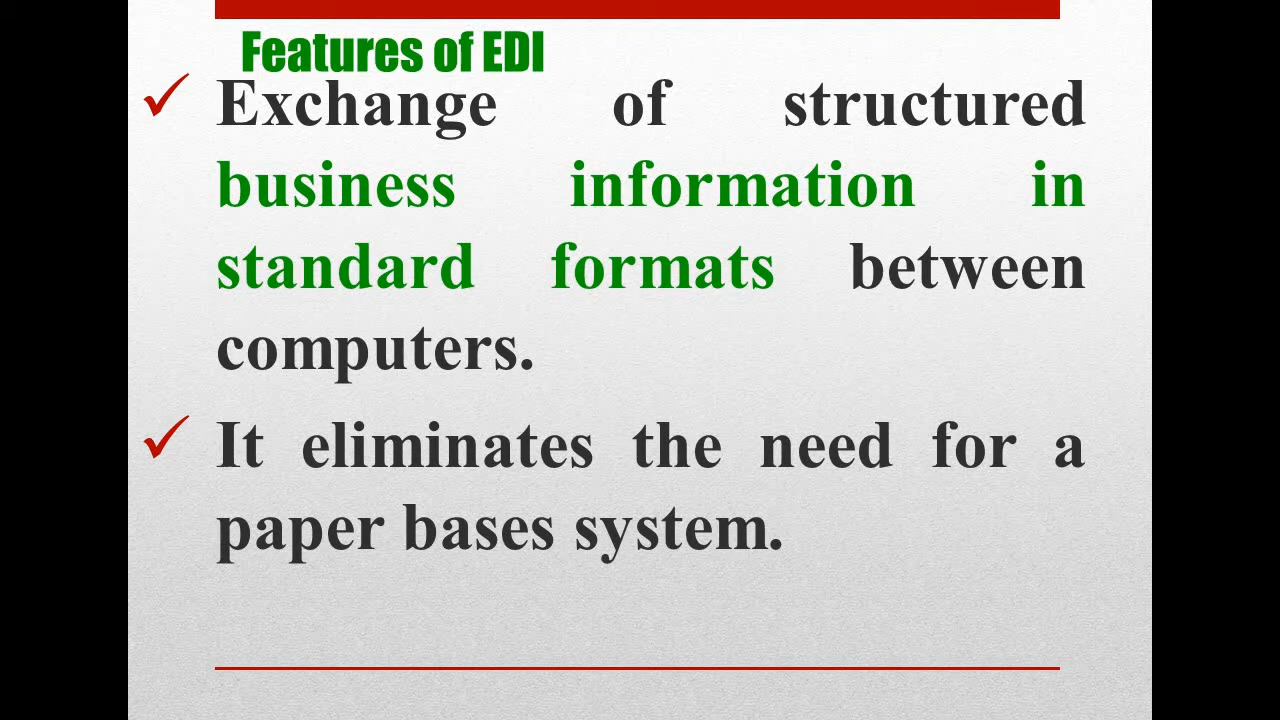 Features of EDI
Exchange of structured
business information in
standard formats between
computers.
It eliminates the need for a
paper bases system.